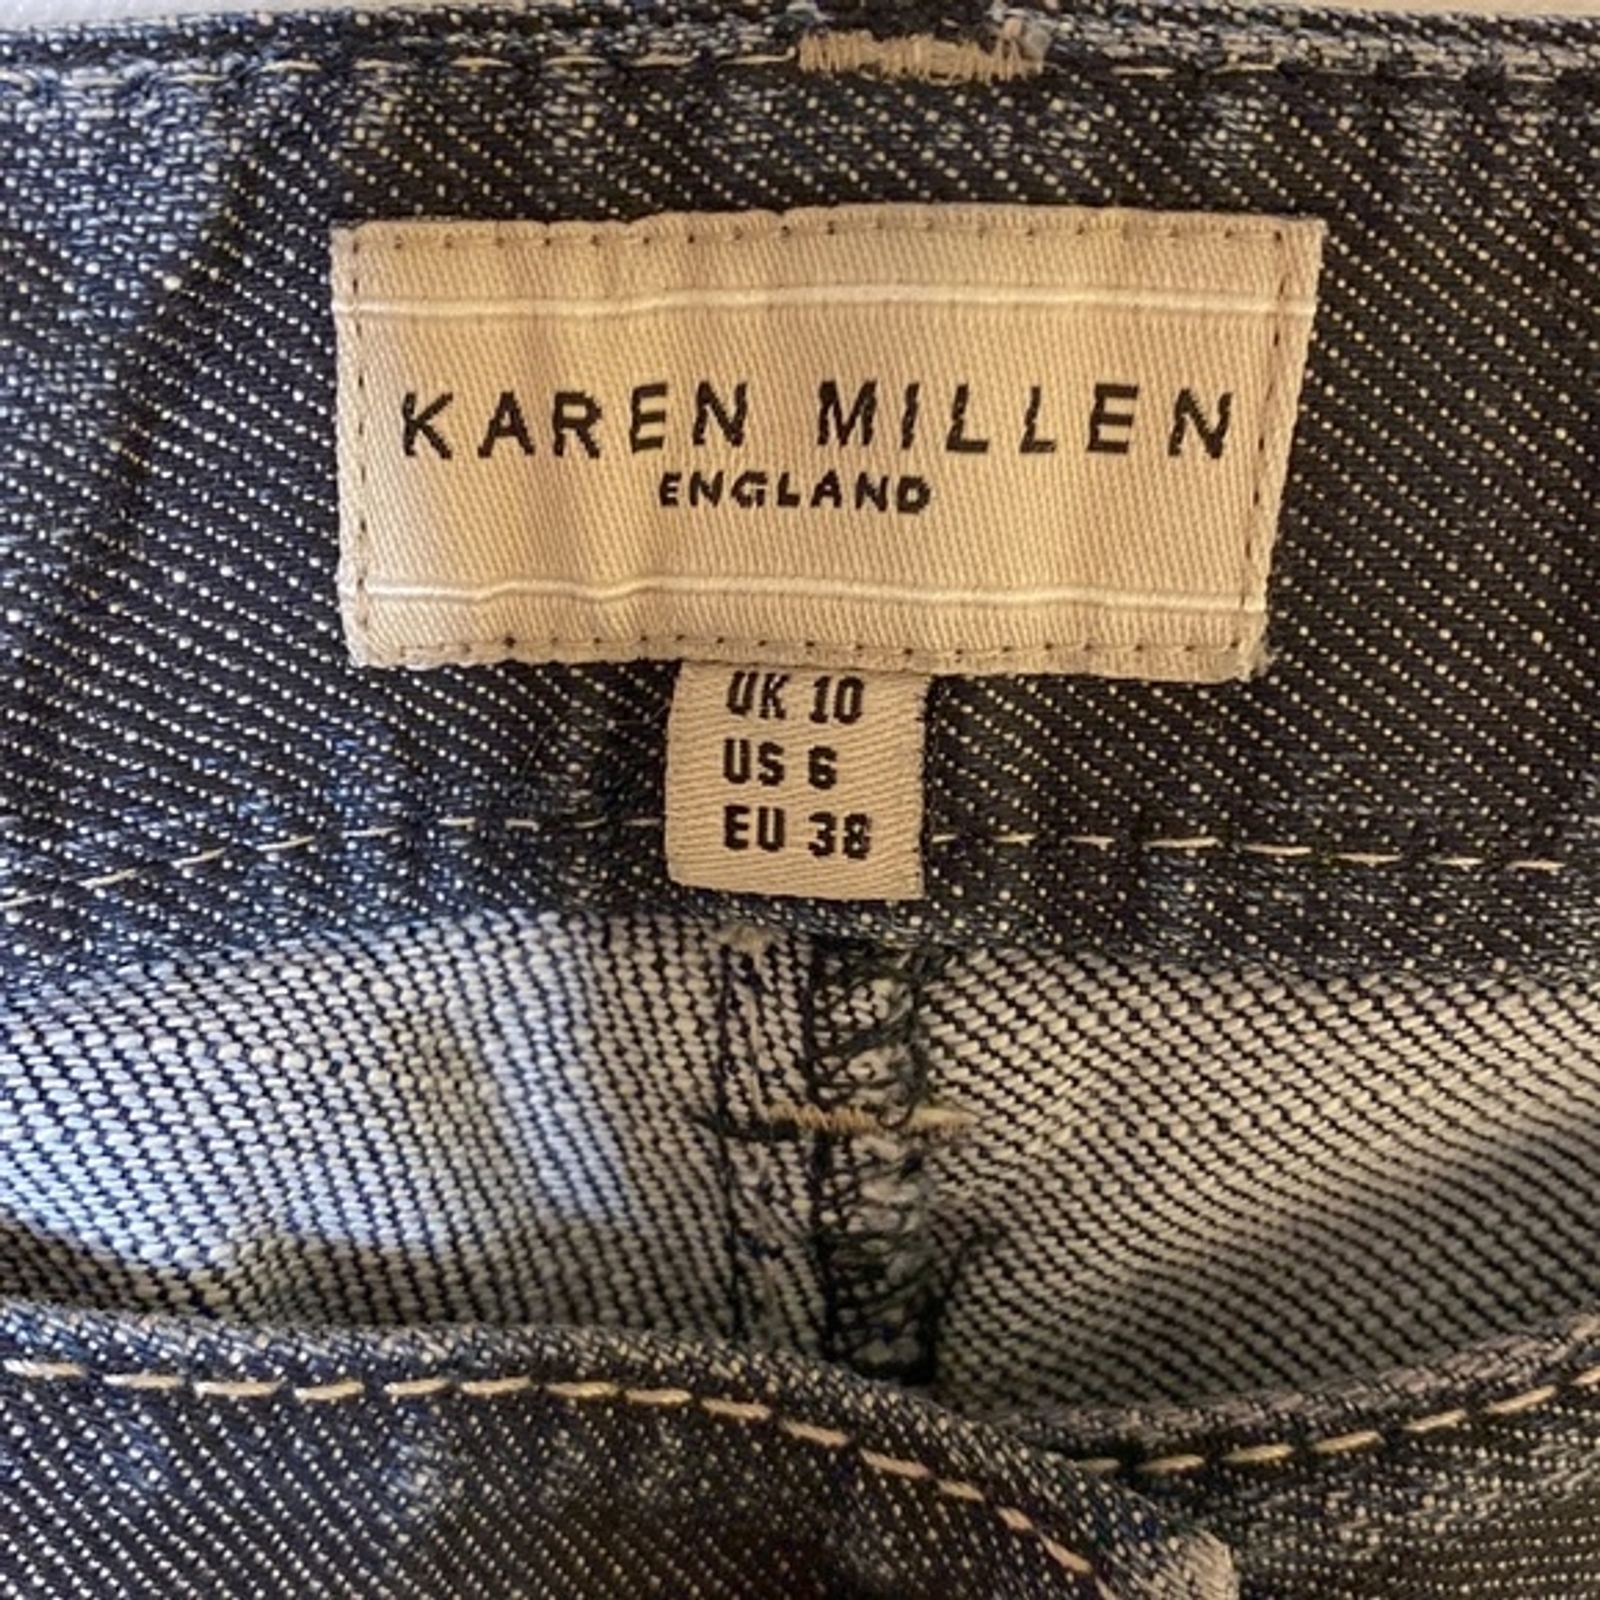 KAREN MILLEN
ENGLAND
UK 10
US 6
EU 38